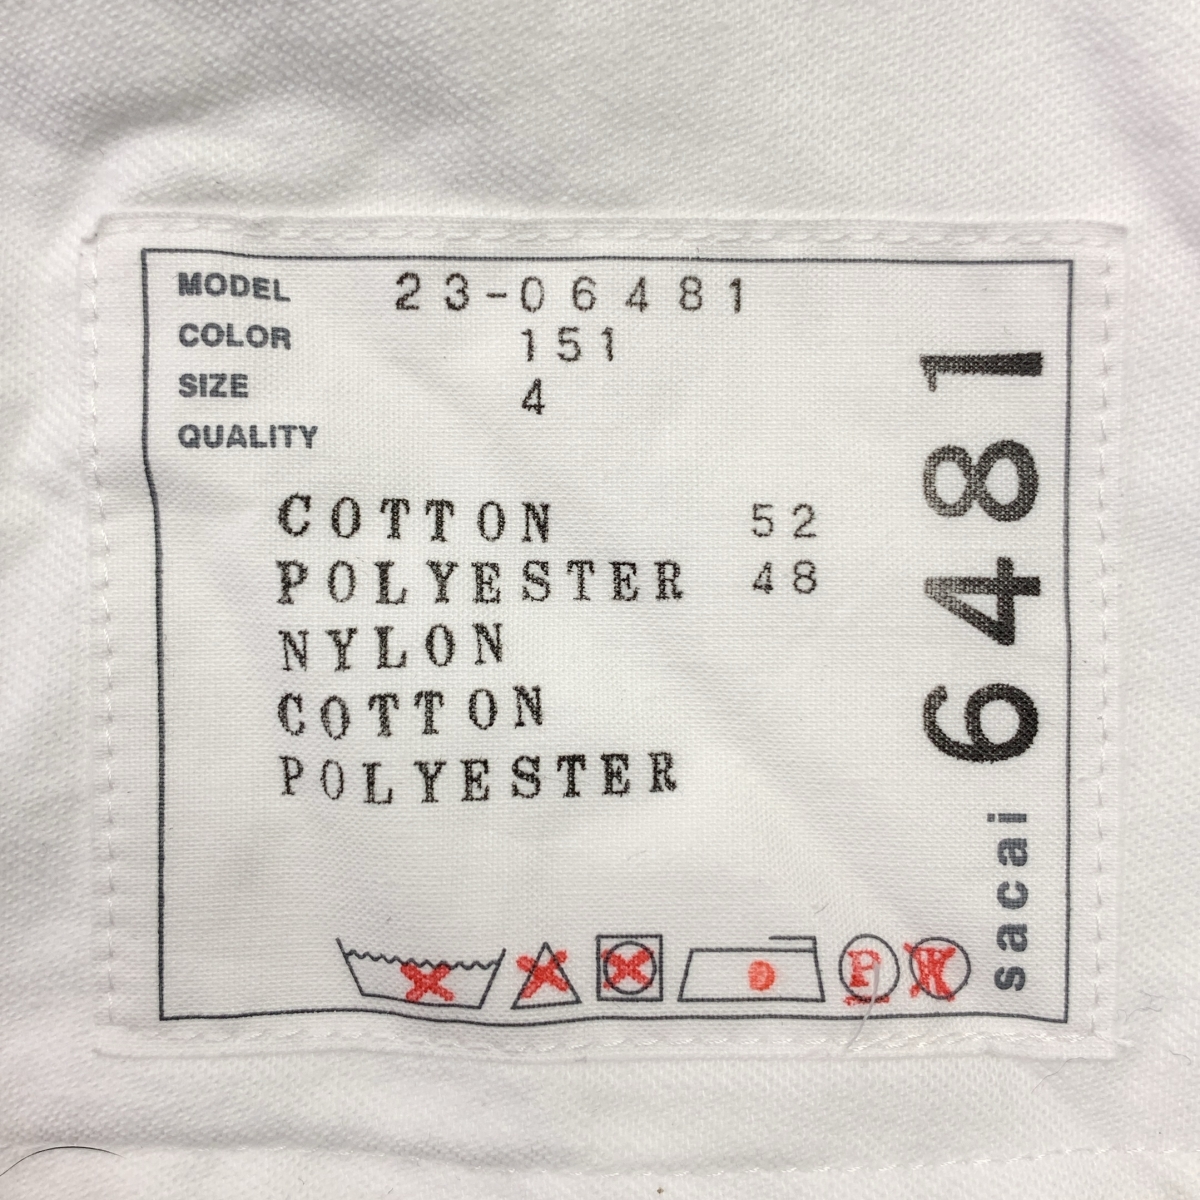 MODEL 23-06481
COLOR 151
SIZE 4
QUALITY
COTTON 52
POLYESTER 48
NYLON
COTTON
POLYESTER
P W
sacai 6481